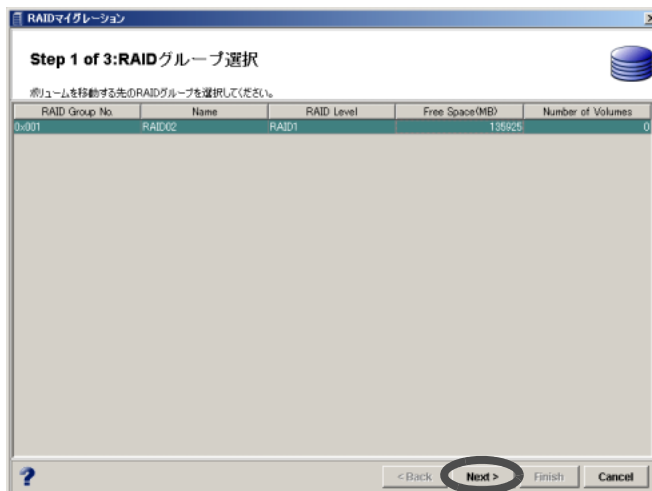 RAIDマイグレーション
Step 1 of 3:RAIDグループ選択
ボリュームを移動する先のRAIDグループを選択してください。
RAID Group No. Name RAID Level Free Space(MB) Number of Volumes
0x001 RAID02 RAID1 135925 0
? < Back Next > Finish Cancel